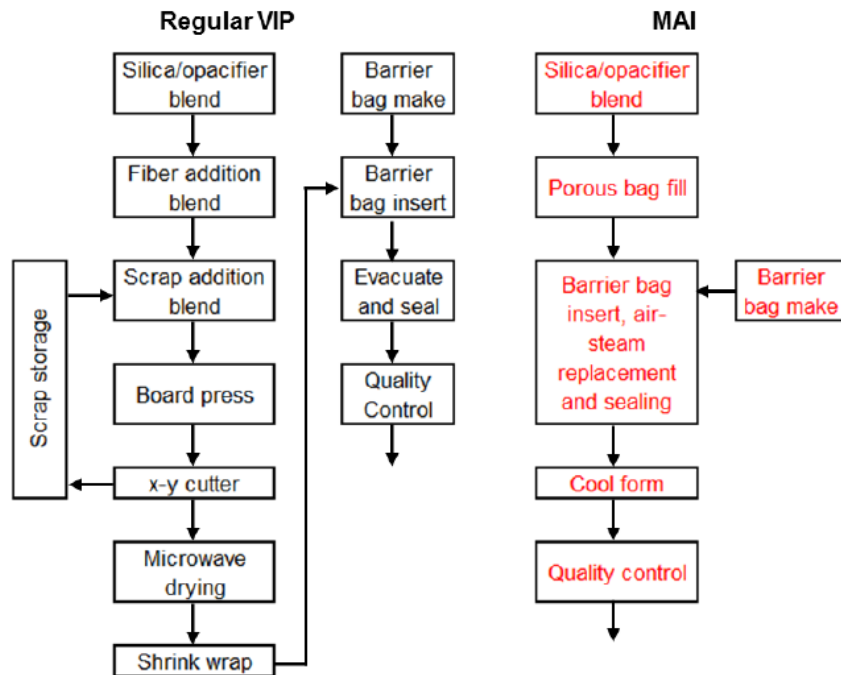 Regular VIP
Silica/opacifier
blend
Fiber addition
blend
Scrap addition
blend
Board press
x-y cutter
Microwave
drying
Shrink wrap
Scrap storage
Barrier
bag make
Barrier
bag insert
Evacuate
and seal
Quality
Control
MAI
Silica/opacifier
blend
Porous bag fill
Barrier bag
insert, air-
steam
replacement
and sealing
Barrier
bag make
Cool form
Quality control